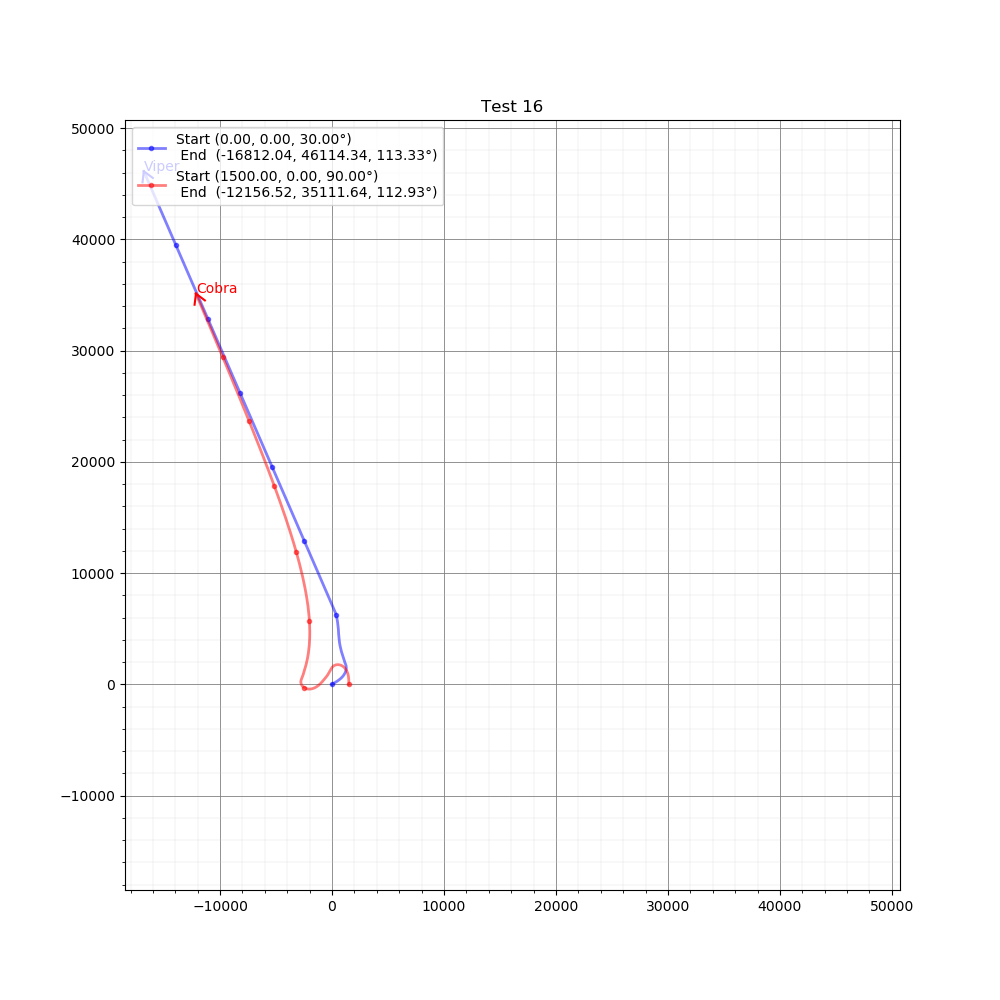 Test 16
Start (0.00, 0.00, 30.00°)
End  (-16812.04, 46114.34, 113.33°)
Start (1500.00, 0.00, 90.00°)
End  (-12156.52, 35111.64, 112.93°)
Viper
Cobra
50000
40000
30000
20000
10000
0
−10000
−10000 0 10000 20000 30000 40000 50000